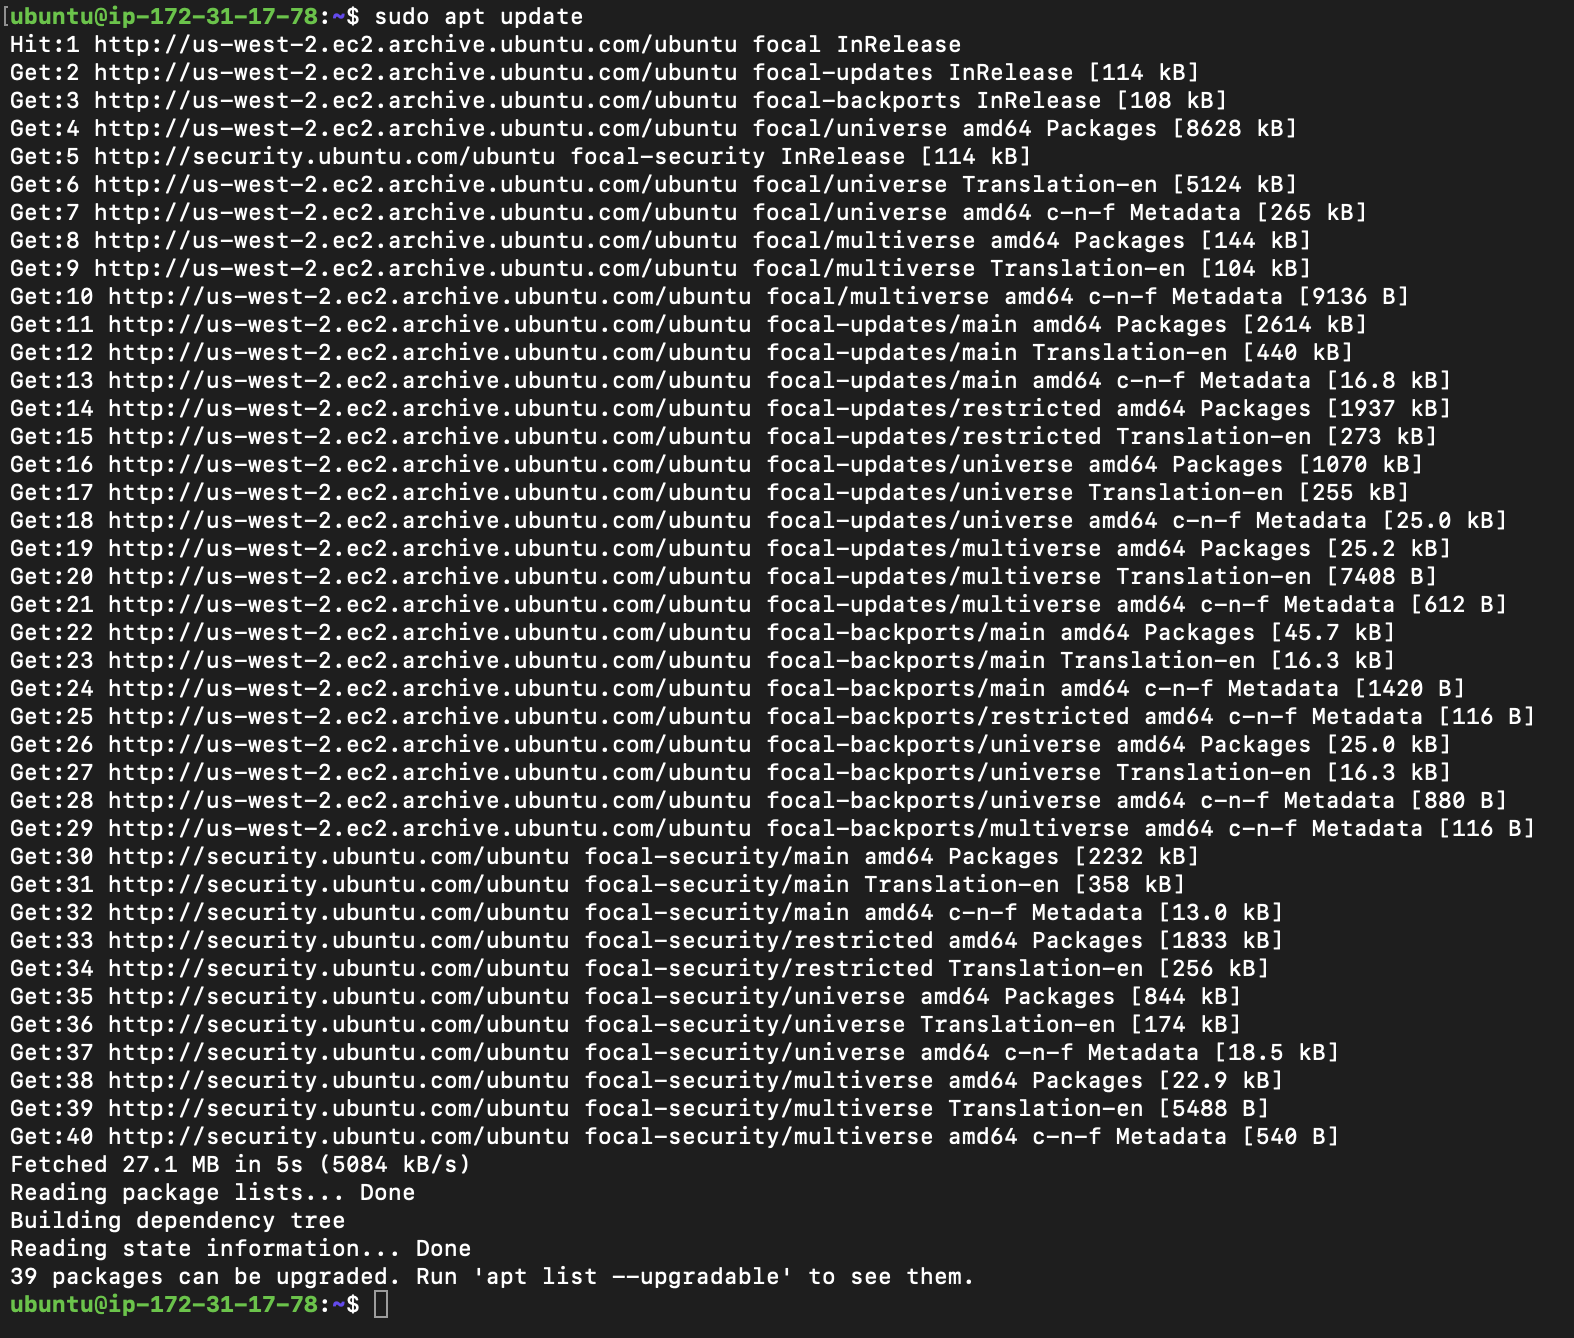 ubuntu@ip-172-31-17-78:~$ sudo apt update
Hit:1 http://us-west-2.ec2.archive.ubuntu.com/ubuntu focal InRelease
Get:2 http://us-west-2.ec2.archive.ubuntu.com/ubuntu focal-updates InRelease [114 kB]
Get:3 http://us-west-2.ec2.archive.ubuntu.com/ubuntu focal-backports InRelease [108 kB]
Get:4 http://us-west-2.ec2.archive.ubuntu.com/ubuntu focal/universe amd64 Packages [8628 kB]
Get:5 http://security.ubuntu.com/ubuntu focal-security InRelease [114 kB]
Get:6 http://us-west-2.ec2.archive.ubuntu.com/ubuntu focal/universe Translation-en [5124 kB]
Get:7 http://us-west-2.ec2.archive.ubuntu.com/ubuntu focal/universe amd64 c-n-f Metadata [265 kB]
Get:8 http://us-west-2.ec2.archive.ubuntu.com/ubuntu focal/multiverse amd64 Packages [144 kB]
Get:9 http://us-west-2.ec2.archive.ubuntu.com/ubuntu focal/multiverse Translation-en [104 kB]
Get:10 http://us-west-2.ec2.archive.ubuntu.com/ubuntu focal/multiverse amd64 c-n-f Metadata [9136 B]
Get:11 http://us-west-2.ec2.archive.ubuntu.com/ubuntu focal-updates/main amd64 Packages [2614 kB]
Get:12 http://us-west-2.ec2.archive.ubuntu.com/ubuntu focal-updates/main Translation-en [440 kB]
Get:13 http://us-west-2.ec2.archive.ubuntu.com/ubuntu focal-updates/main amd64 c-n-f Metadata [16.8 kB]
Get:14 http://us-west-2.ec2.archive.ubuntu.com/ubuntu focal-updates/restricted amd64 Packages [1937 kB]
Get:15 http://us-west-2.ec2.archive.ubuntu.com/ubuntu focal-updates/restricted Translation-en [273 kB]
Get:16 http://us-west-2.ec2.archive.ubuntu.com/ubuntu focal-updates/universe amd64 Packages [1070 kB]
Get:17 http://us-west-2.ec2.archive.ubuntu.com/ubuntu focal-updates/universe Translation-en [255 kB]
Get:18 http://us-west-2.ec2.archive.ubuntu.com/ubuntu focal-updates/universe amd64 c-n-f Metadata [25.0 kB]
Get:19 http://us-west-2.ec2.archive.ubuntu.com/ubuntu focal-updates/multiverse amd64 Packages [25.2 kB]
Get:20 http://us-west-2.ec2.archive.ubuntu.com/ubuntu focal-updates/multiverse Translation-en [7408 B]
Get:21 http://us-west-2.ec2.archive.ubuntu.com/ubuntu focal-updates/multiverse amd64 c-n-f Metadata [612 B]
Get:22 http://us-west-2.ec2.archive.ubuntu.com/ubuntu focal-backports/main amd64 Packages [45.7 kB]
Get:23 http://us-west-2.ec2.archive.ubuntu.com/ubuntu focal-backports/main Translation-en [16.3 kB]
Get:24 http://us-west-2.ec2.archive.ubuntu.com/ubuntu focal-backports/main amd64 c-n-f Metadata [1420 B]
Get:25 http://us-west-2.ec2.archive.ubuntu.com/ubuntu focal-backports/restricted amd64 c-n-f Metadata [116 B]
Get:26 http://us-west-2.ec2.archive.ubuntu.com/ubuntu focal-backports/universe amd64 Packages [25.0 kB]
Get:27 http://us-west-2.ec2.archive.ubuntu.com/ubuntu focal-backports/universe Translation-en [16.3 kB]
Get:28 http://us-west-2.ec2.archive.ubuntu.com/ubuntu focal-backports/universe amd64 c-n-f Metadata [880 B]
Get:29 http://us-west-2.ec2.archive.ubuntu.com/ubuntu focal-backports/multiverse amd64 c-n-f Metadata [116 B]
Get:30 http://security.ubuntu.com/ubuntu focal-security/main amd64 Packages [2232 kB]
Get:31 http://security.ubuntu.com/ubuntu focal-security/main Translation-en [358 kB]
Get:32 http://security.ubuntu.com/ubuntu focal-security/main amd64 c-n-f Metadata [13.0 kB]
Get:33 http://security.ubuntu.com/ubuntu focal-security/restricted amd64 Packages [1833 kB]
Get:34 http://security.ubuntu.com/ubuntu focal-security/restricted Translation-en [256 kB]
Get:35 http://security.ubuntu.com/ubuntu focal-security/universe amd64 Packages [844 kB]
Get:36 http://security.ubuntu.com/ubuntu focal-security/universe Translation-en [174 kB]
Get:37 http://security.ubuntu.com/ubuntu focal-security/universe amd64 c-n-f Metadata [18.5 kB]
Get:38 http://security.ubuntu.com/ubuntu focal-security/multiverse amd64 Packages [22.9 kB]
Get:39 http://security.ubuntu.com/ubuntu focal-security/multiverse Translation-en [5488 B]
Get:40 http://security.ubuntu.com/ubuntu focal-security/multiverse amd64 c-n-f Metadata [540 B]
Fetched 27.1 MB in 5s (5084 kB/s)
Reading package lists... Done
Building dependency tree
Reading state information... Done
39 packages can be upgraded. Run 'apt list --upgradable' to see them.
ubuntu@ip-172-31-17-78:~$